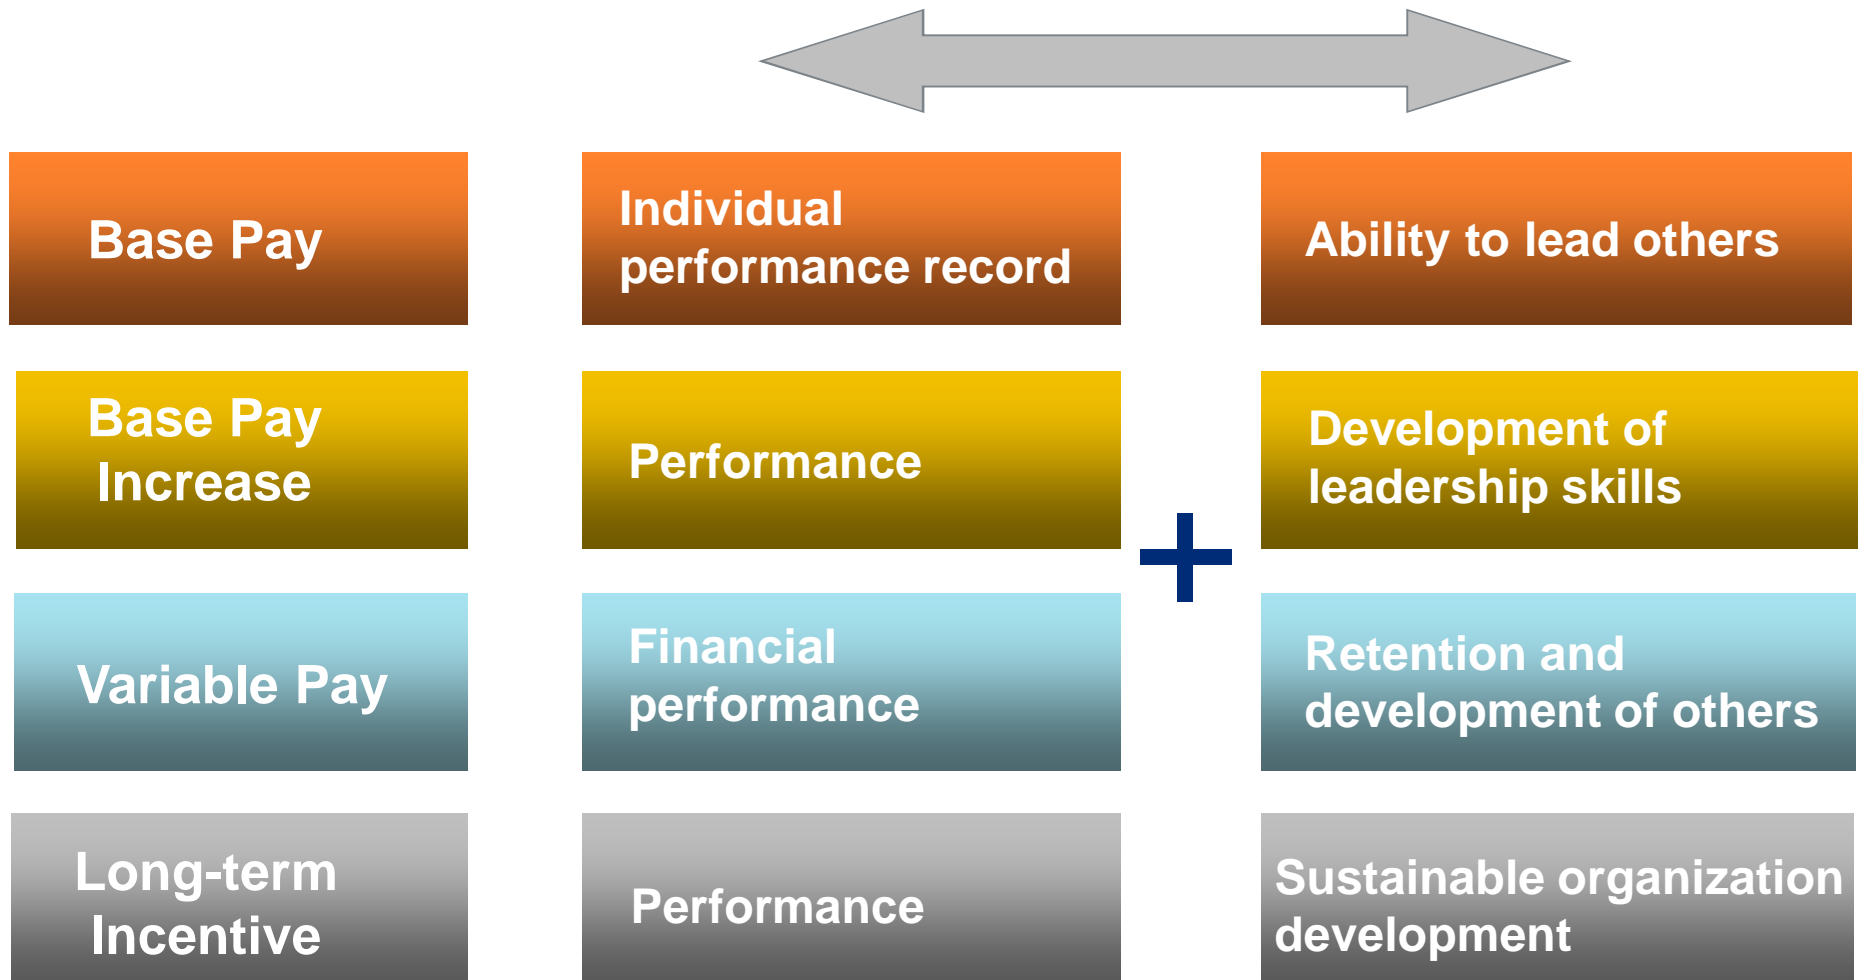 Base Pay
Individual
performance record
Ability to lead others
Base Pay
Increase
Performance
Development of
leadership skills
Variable Pay
Financial
performance
Retention and
development of others
Long-term
Incentive
Performance
Sustainable organization
development